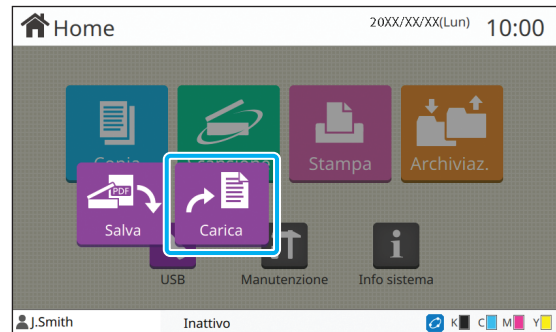 Home
20XX/XX/XX(Lun) 10:00
Stampa
Archiviaz.
PDF
Salva
Carica
USB
Manutenzione
Info sistema
J.Smith
Inattivo
K C M Y